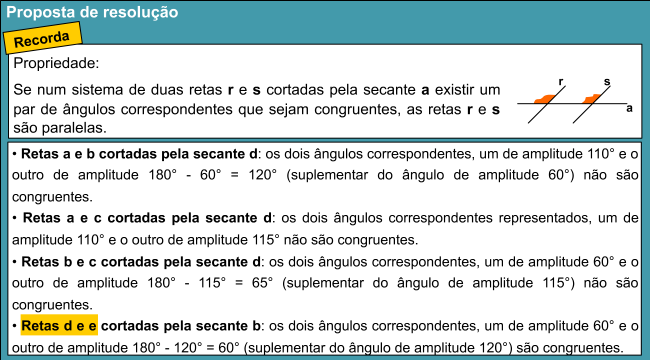 Proposta de resolução
Recorda
Propriedade:
Se num sistema de duas retas r e s cortadas pela secante a existir um
par de ângulos correspondentes que sejam congruentes, as retas r e s
são paralelas.
r s
a
• Retas a e b cortadas pela secante d: os dois ângulos correspondentes, um de amplitude 110° e o
outro de amplitude 180° - 60° = 120° (suplementar do ângulo de amplitude 60°) não são
congruentes.
• Retas a e c cortadas pela secante d: os dois ângulos correspondentes representados, um de
amplitude 110° e o outro de amplitude 115° não são congruentes.
• Retas b e c cortadas pela secante d: os dois ângulos correspondentes, um de amplitude 60° e o
outro de amplitude 180° - 115° = 65° (suplementar do ângulo de amplitude 115°) não são
congruentes.
• Retas d e e cortadas pela secante b: os dois ângulos correspondentes, um de amplitude 60° e o
outro de amplitude 180° - 120° = 60° (suplementar do ângulo de amplitude 120°) são congruentes.